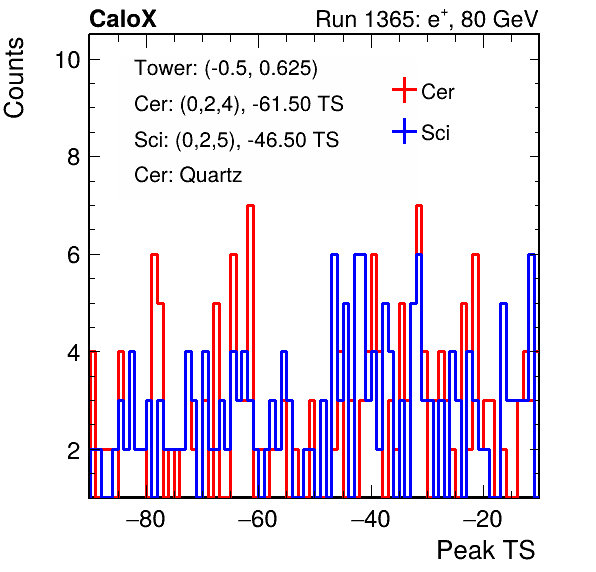 CaloX Run 1365: e⁺, 80 GeV
Counts
10
8
6
4
2
Tower: (-0.5, 0.625)
Cer: (0,2,4), -61.50 TS
Sci: (0,2,5), -46.50 TS
Cer: Quartz
Cer
Sci
−80 −60 −40 −20
Peak TS